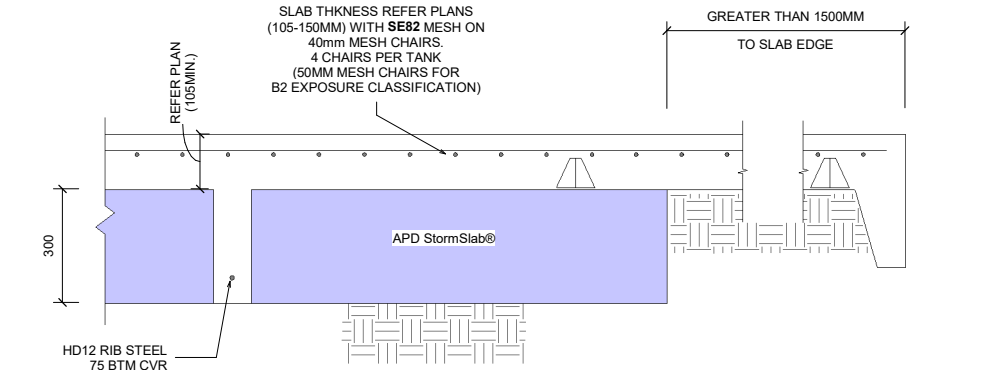 SLAB THKNESS REFER PLANS
(105-150MM) WITH SE82 MESH ON
40mm MESH CHAIRS.
4 CHAIRS PER TANK
(50MM MESH CHAIRS FOR
B2 EXPOSURE CLASSIFICATION)
GREATER THAN 1500MM
TO SLAB EDGE
REFER PLAN
(105MIN.)
300
APD StormSlab®
HD12 RIB STEEL
75 BTM CVR